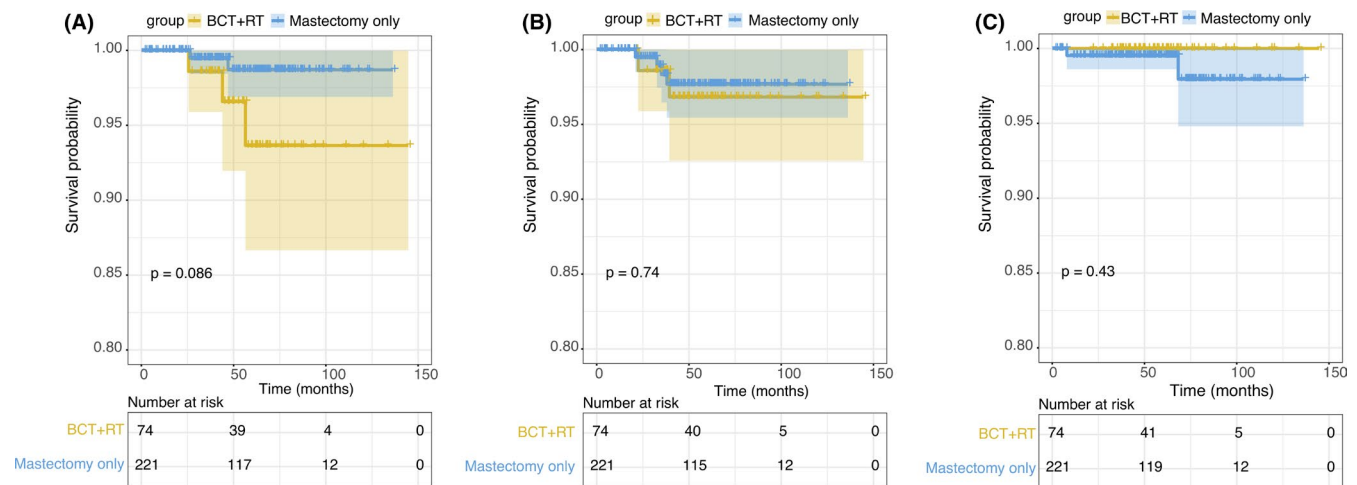 (A)
group BCT+RT Mastectomy only
Survival probability
1.00
0.95
0.90
0.85
0.80
p = 0.086
0 50 100 150
Time (months)
Number at risk
BCT+RT 74 39 4 0
Mastectomy only 221 117 12 0
(B)
group BCT+RT Mastectomy only
Survival probability
1.00
0.95
0.90
0.85
0.80
p = 0.74
0 50 100 150
Time (months)
Number at risk
BCT+RT 74 40 5 0
Mastectomy only 221 115 12 0
(C)
group BCT+RT Mastectomy only
Survival probability
1.00
0.95
0.90
0.85
0.80
p = 0.43
0 50 100 150
Time (months)
Number at risk
BCT+RT 74 41 5 0
Mastectomy only 221 119 12 0